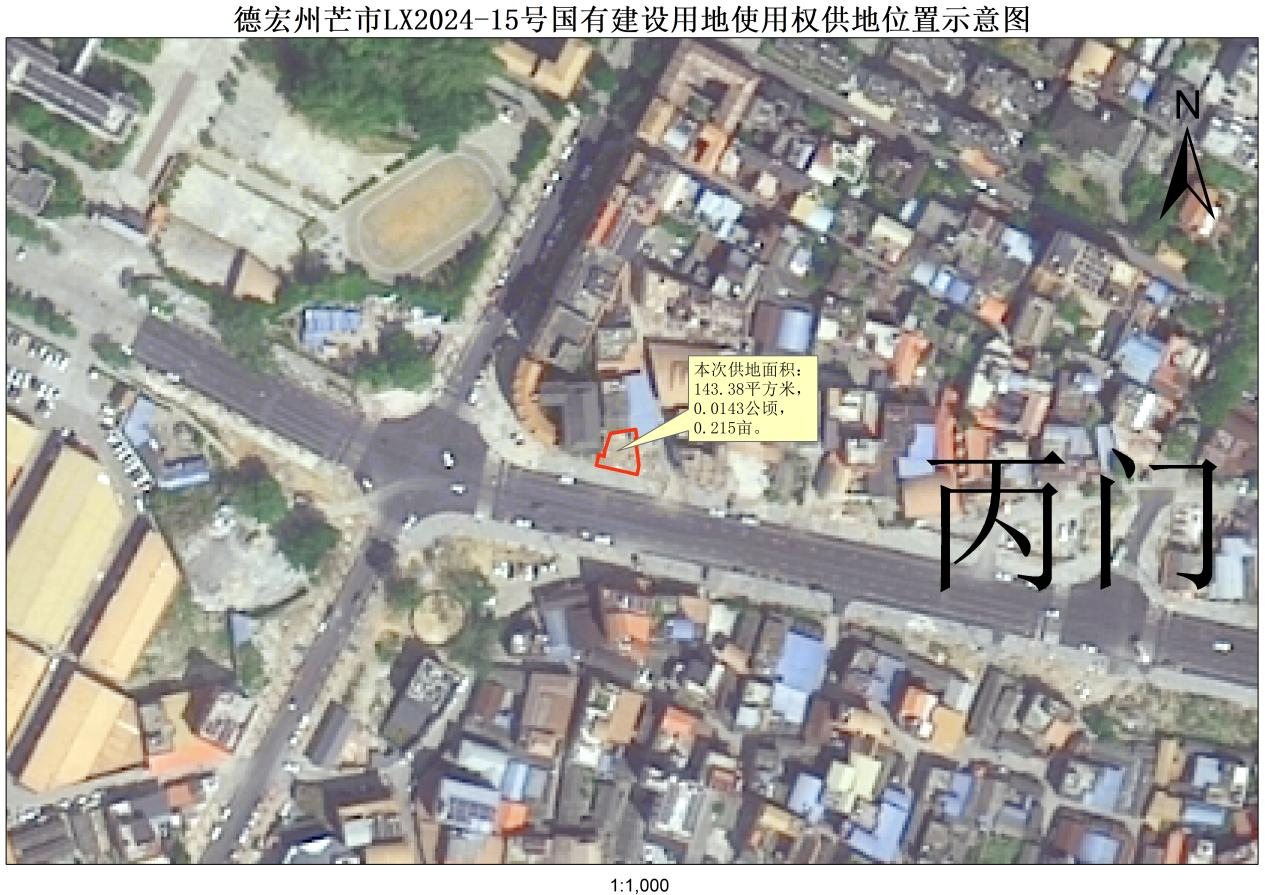 德宏州芒市LX2024-15号国有建设用地使用权供地位置示意图
N
本次供地面积：
143.38平方米，
0.0143公顷，
0.215亩。
丙门
1:1,000